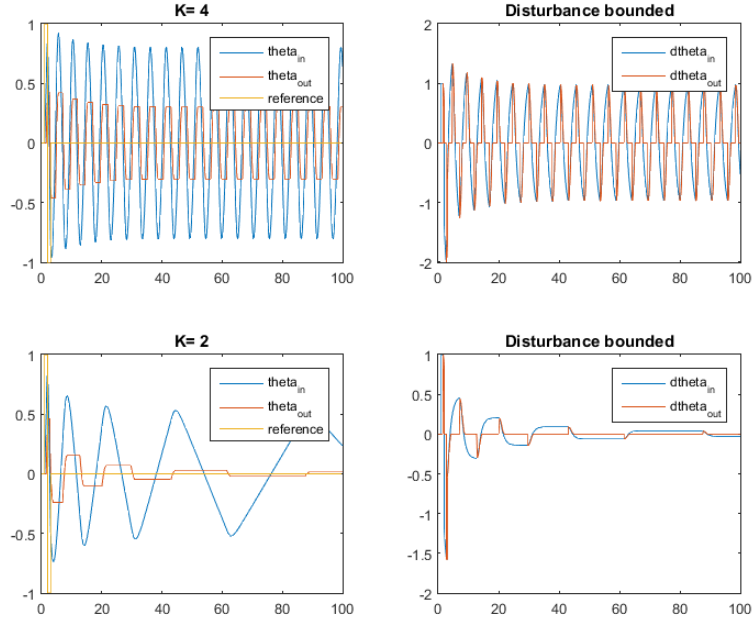 K= 4
1
0.5
0
-0.5
-1
0 20 40 60 80 100
theta_in
theta_out
reference
Disturbance bounded
2
1
0
-1
-2
0 20 40 60 80 100
dtheta_in
dtheta_out
K= 2
1
0.5
0
-0.5
-1
0 20 40 60 80 100
theta_in
theta_out
reference
Disturbance bounded
1
0.5
0
-0.5
-1
-1.5
-2
0 20 40 60 80 100
dtheta_in
dtheta_out